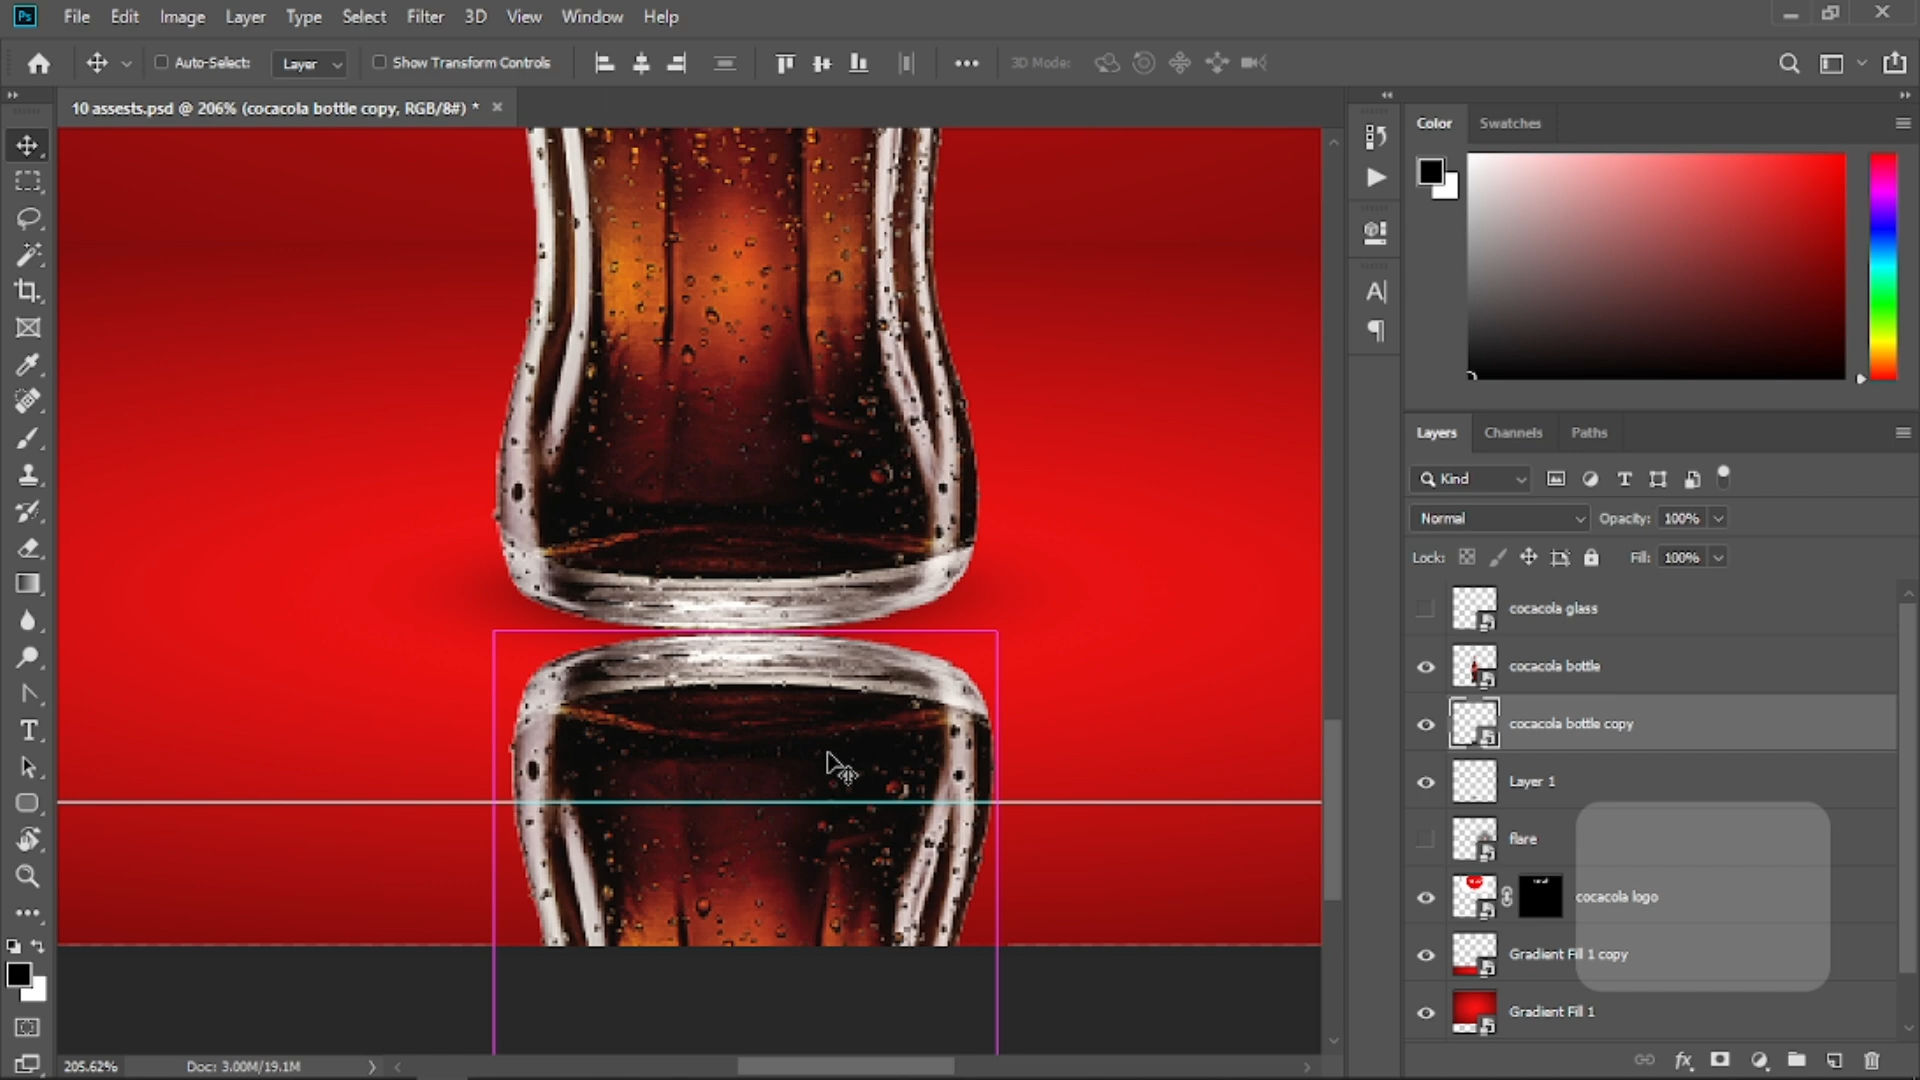 Ps File Edit Image Layer Type Select Filter 3D View Window Help
Auto-Select: Layer Show Transform Controls 3D Mode:
10 assests.psd @ 206% (cocacola bottle copy, RGB/8#) *
Color Swatches
Layers Channels Paths
Kind
Normal Opacity: 100%
Lock: Fill: 100%
cocacola glass
cocacola bottle
cocacola bottle copy
Layer 1
flare
cocacola logo
Gradient Fill 1 copy
Gradient Fill 1
205.62% Doc: 3.00M/19.1M
fx